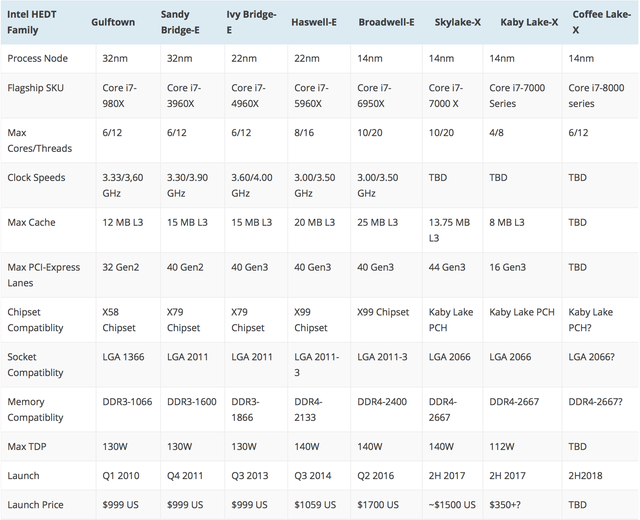 Intel HEDT Family Gulftown Sandy Bridge-E Ivy Bridge-E Haswell-E Broadwell-E Skylake-X Kaby Lake-X Coffee Lake-X
Process Node 32nm 32nm 22nm 22nm 14nm 14nm 14nm 14nm
Flagship SKU Core i7-980X Core i7-3960X Core i7-4960X Core i7-5960X Core i7-6950X Core i7-7000 X Core i7-7000 Series Core i7-8000 series
Max Cores/Threads 6/12 6/12 6/12 8/16 10/20 10/20 4/8 6/12
Clock Speeds 3.33/3,60 GHz 3.30/3.90 GHz 3.60/4.00 GHz 3.00/3.50 GHz 3.00/3.50 GHz TBD TBD TBD
Max Cache 12 MB L3 15 MB L3 15 MB L3 20 MB L3 25 MB L3 13.75 MB L3 8 MB L3 TBD
Max PCI-Express Lanes 32 Gen2 40 Gen2 40 Gen3 40 Gen3 40 Gen3 44 Gen3 16 Gen3 TBD
Chipset Compatiblity X58 Chipset X79 Chipset X79 Chipset X99 Chipset X99 Chipset Kaby Lake PCH Kaby Lake PCH Kaby Lake PCH?
Socket Compatiblity LGA 1366 LGA 2011 LGA 2011 LGA 2011-3 LGA 2011-3 LGA 2066 LGA 2066 LGA 2066?
Memory Compatiblity DDR3-1066 DDR3-1600 DDR3-1866 DDR4-2133 DDR4-2400 DDR4-2667 DDR4-2667 DDR4-2667?
Max TDP 130W 130W 130W 140W 140W 140W 112W TBD
Launch Q1 2010 Q4 2011 Q3 2013 Q3 2014 Q2 2016 2H 2017 2H 2017 2H2018
Launch Price $999 US $999 US $999 US $1059 US $1700 US ~$1500 US $350+? TBD